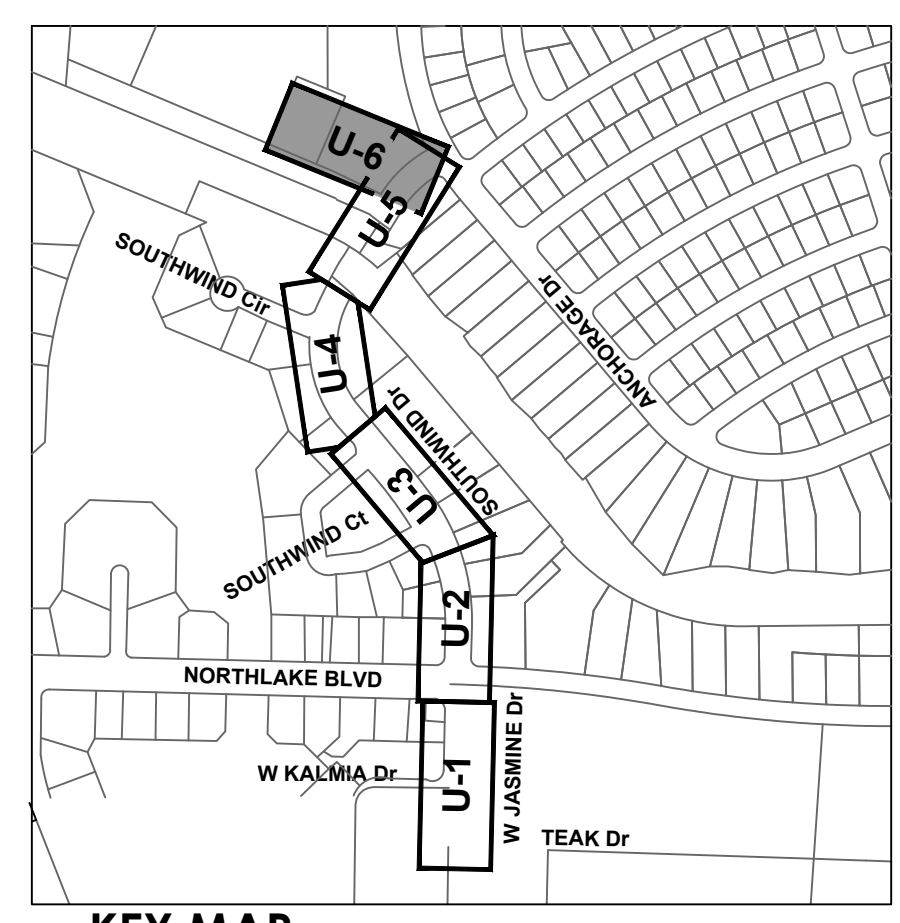 U-6
U-5
SOUTHWIND Cir
ANCHORAGE Dr
U-4
SOUTHWIND Dr
U-3
SOUTHWIND Ct
U-2
NORTHLAKE BLVD
W JASMINE Dr
U-1
W KALMIA Dr
TEAK Dr
KEY MAP